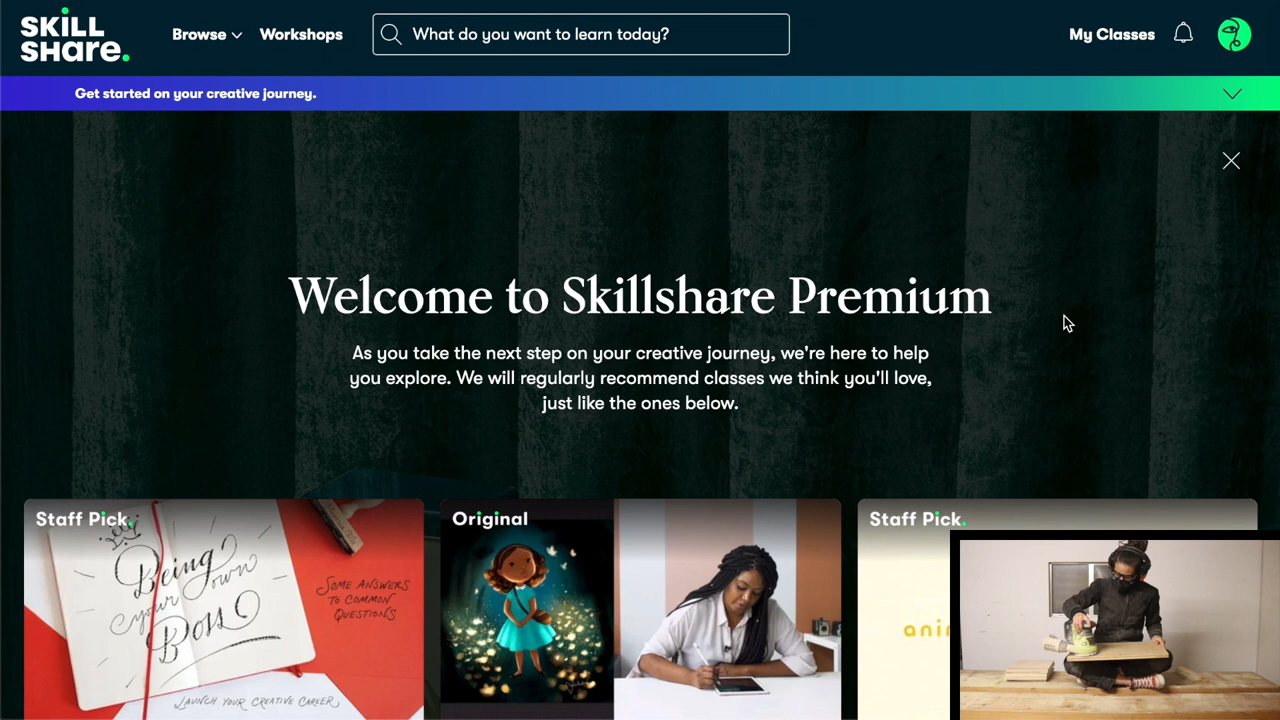 SKILL
SHare.
Browse
Workshops
What do you want to learn today?
My Classes
Get started on your creative journey.
Welcome to Skillshare Premium
As you take the next step on your creative journey, we're here to help
you explore. We will regularly recommend classes we think you'll love,
just like the ones below.
Staff Pick.
Being
your own
Boss
SOME ANSWERS
TO COMMON
QUESTIONS
LAUNCH YOUR CREATIVE CAREER
Original
Staff Pick.